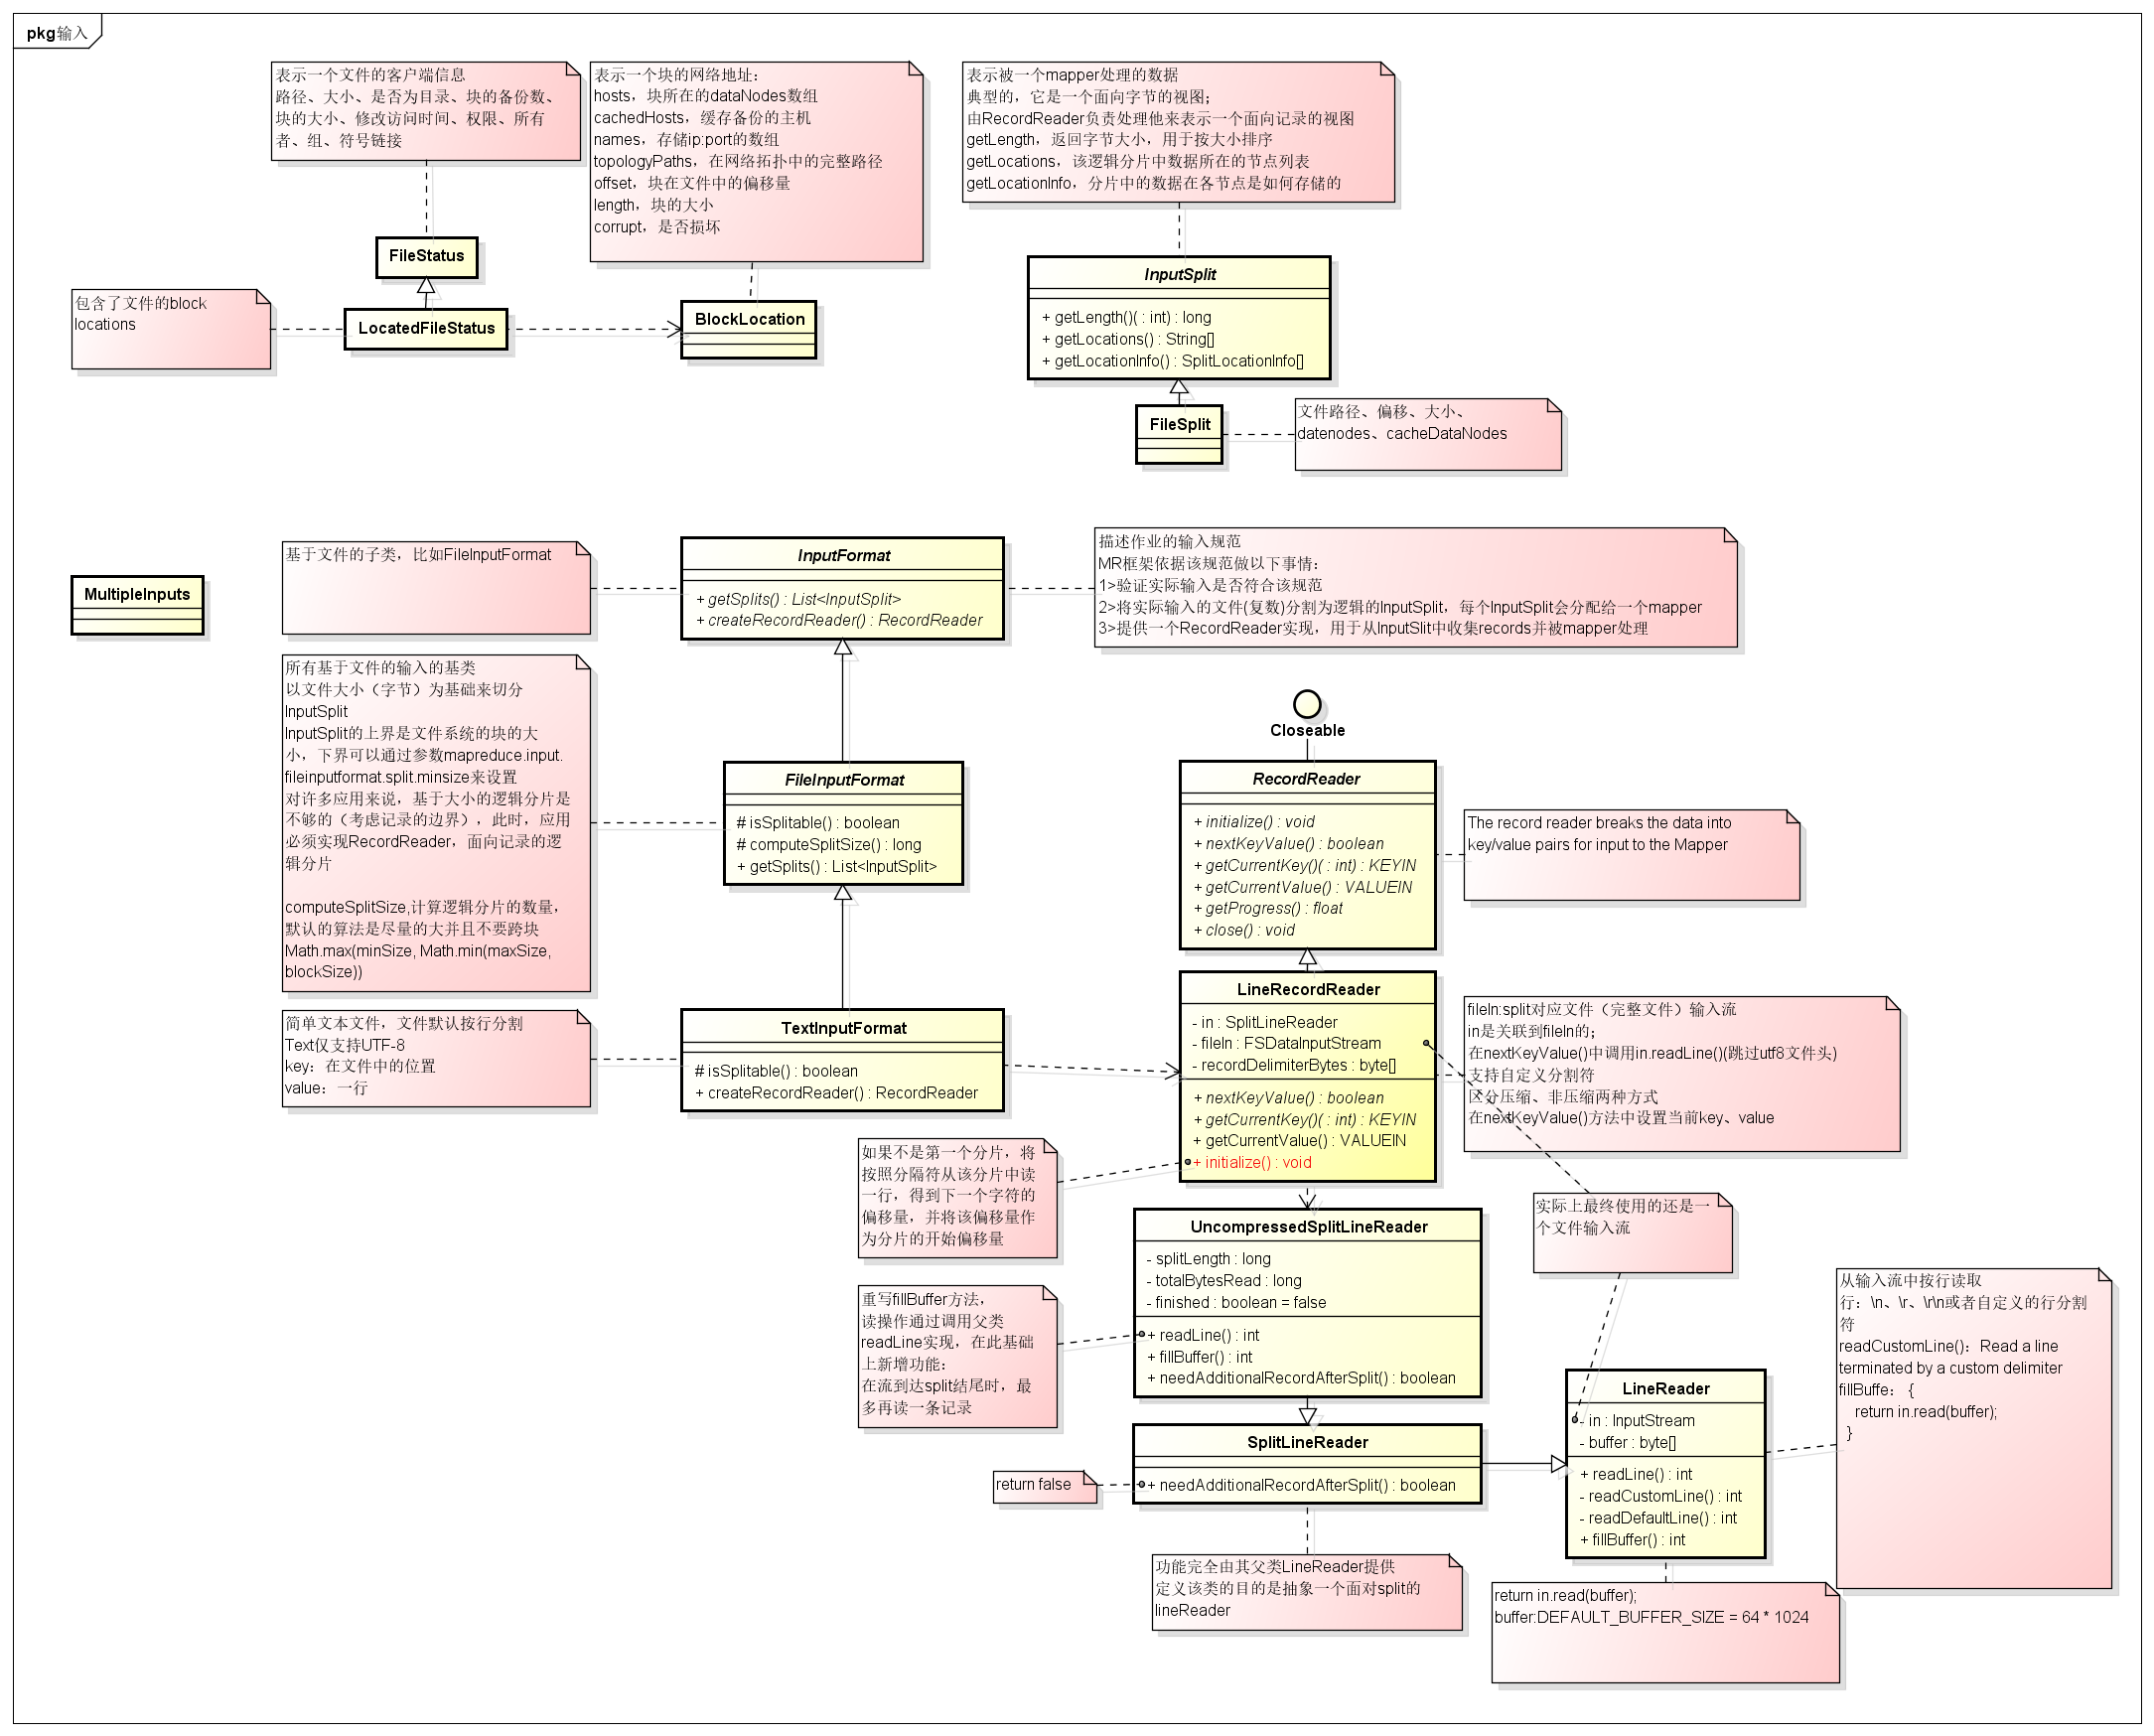 pkg输入
表示一个文件的客户端信息
路径、大小、是否为目录、块的备份数、
块的大小、修改访问时间、权限、所有
者、组、符号链接
表示一个块的网络地址：
hosts，块所在的dataNodes数组
cachedHosts，缓存备份的主机
names，存储ip:port的数组
topologyPaths，在网络拓扑中的完整路径
offset，块在文件中的偏移量
length，块的大小
corrupt，是否损坏
表示被一个mapper处理的数据
典型的，它是一个面向字节的视图；
由RecordReader负责处理他来表示一个面向记录的视图
getLength，返回字节大小，用于按大小排序
getLocations，该逻辑分片中数据所在的节点列表
getLocationInfo，分片中的数据在各节点是如何存储的
FileStatus
包含了文件的block
locations
LocatedFileStatus
BlockLocation
InputSplit
+ getLength()( : int) : long
+ getLocations() : String[]
+ getLocationInfo() : SplitLocationInfo[]
FileSplit
文件路径、偏移、大小、
datenodes、cacheDataNodes
MultipleInputs
基于文件的子类，比如FileInputFormat
InputFormat
+ getSplits() : List<InputSplit>
+ createRecordReader() : RecordReader
描述作业的输入规范
MR框架依据该规范做以下事情：
1>验证实际输入是否符合该规范
2>将实际输入的文件(复数)分割为逻辑的InputSplit，每个InputSplit会分配给一个mapper
3>提供一个RecordReader实现，用于从InputSlit中收集records并被mapper处理
所有基于文件的输入的基类
以文件大小（字节）为基础来切分
InputSplit
InputSplit的上界是文件系统的块的大
小，下界可以通过参数mapreduce.input.
fileinputformat.split.minsize来设置
对许多应用来说，基于大小的逻辑分片是
不够的（考虑记录的边界），此时，应用
必须实现RecordReader，面向记录的逻
辑分片
computeSplitSize,计算逻辑分片的数量，
默认的算法是尽量的大并且不要跨块
Math.max(minSize, Math.min(maxSize,
blockSize))
FileInputFormat
# isSplitable() : boolean
# computeSplitSize() : long
+ getSplits() : List<InputSplit>
Closeable
RecordReader
+ initialize() : void
+ nextKeyValue() : boolean
+ getCurrentKey()( : int) : KEYIN
+ getCurrentValue() : VALUEIN
+ getProgress() : float
+ close() : void
The record reader breaks the data into
key/value pairs for input to the Mapper
简单文本文件，文件默认按行分割
Text仅支持UTF-8
key：在文件中的位置
value：一行
TextInputFormat
# isSplitable() : boolean
+ createRecordReader() : RecordReader
LineRecordReader
- in : SplitLineReader
- fileIn : FSDataInputStream
- recordDelimiterBytes : byte[]
+ nextKeyValue() : boolean
+ getCurrentKey()( : int) : KEYIN
+ getCurrentValue() : VALUEIN
+ initialize() : void
fileIn:split对应文件（完整文件）输入流
in是关联到fileIn的；
在nextKeyValue()中调用in.readLine()(跳过utf8文件头)
支持自定义分割符
区分压缩、非压缩两种方式
在nextKeyValue()方法中设置当前key、value
如果不是第一个分片，将
按照分隔符从该分片中读
一行，得到下一个字符的
偏移量，并将该偏移量作
为分片的开始偏移量
实际上最终使用的还是一
个文件输入流
UncompressedSplitLineReader
- splitLength : long
- totalBytesRead : long
- finished : boolean = false
+ readLine() : int
+ fillBuffer() : int
+ needAdditionalRecordAfterSplit() : boolean
重写fillBuffer方法，
读操作通过调用父类
readLine实现，在此基础
上新增功能：
在流到达split结尾时，最
多再读一条记录
从输入流中按行读取
行：\n、\r、\r\n或者自定义的行分割
符
readCustomLine()：Read a line
terminated by a custom delimiter
fillBuffe： {
return in.read(buffer);
}
LineReader
- in : InputStream
- buffer : byte[]
+ readLine() : int
- readCustomLine() : int
- readDefaultLine() : int
+ fillBuffer() : int
SplitLineReader
+ needAdditionalRecordAfterSplit() : boolean
return false
功能完全由其父类LineReader提供
定义该类的目的是抽象一个面对split的
lineReader
return in.read(buffer);
buffer:DEFAULT_BUFFER_SIZE = 64 * 1024